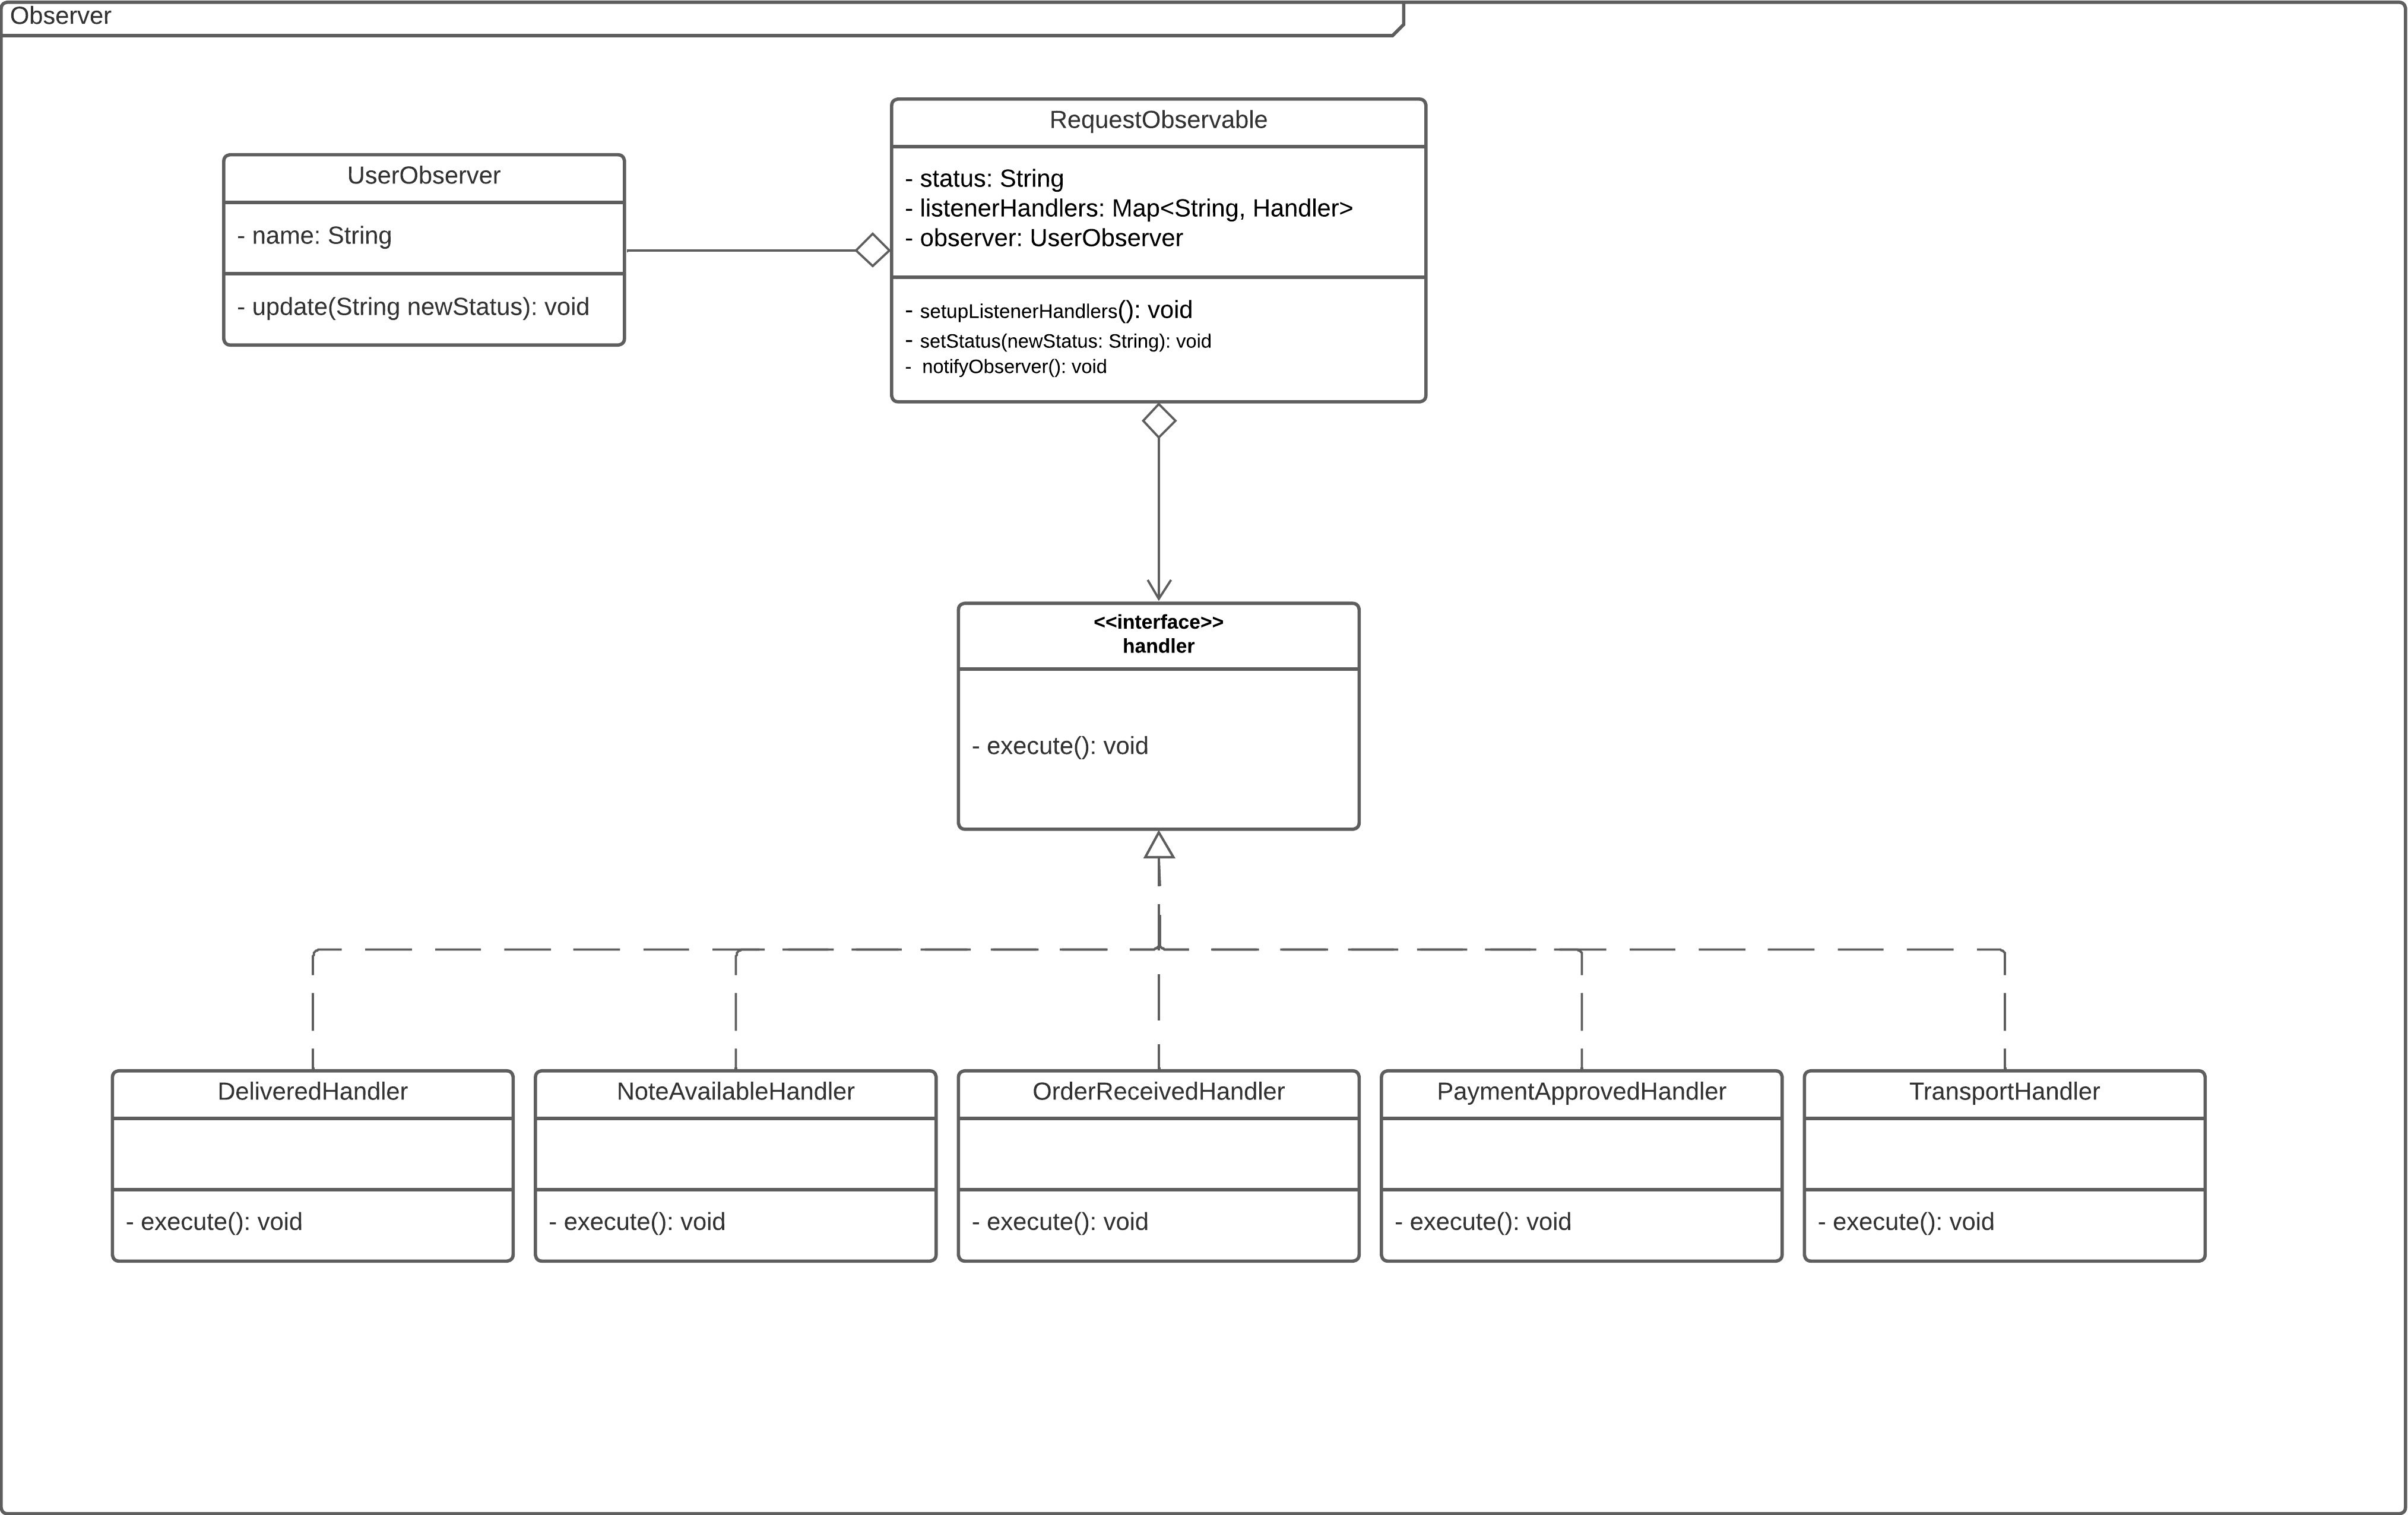 Observer
UserObserver
- name: String
- update(String newStatus): void
RequestObservable
- status: String
- listenerHandlers: Map<String, Handler>
- observer: UserObserver
- setupListenerHandlers(): void
- setStatus(newStatus: String): void
- notifyObserver(): void
<<interface>>
handler
- execute(): void
DeliveredHandler
- execute(): void
NoteAvailableHandler
- execute(): void
OrderReceivedHandler
- execute(): void
PaymentApprovedHandler
- execute(): void
TransportHandler
- execute(): void